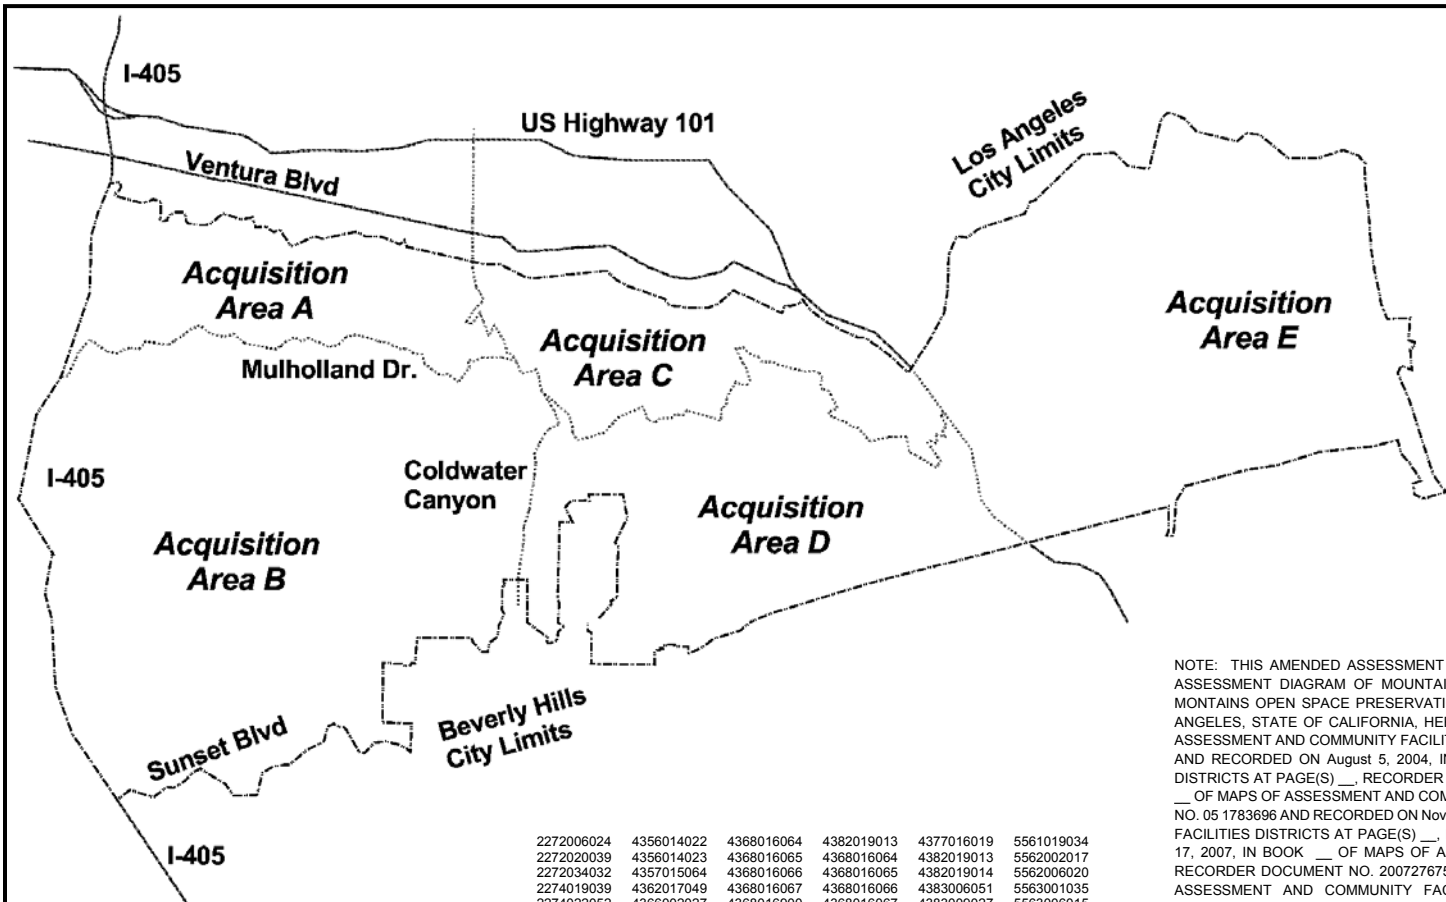 I-405
US Highway 101
Los Angeles
City Limits
Ventura Blvd
Acquisition
Area A
Acquisition
Area E
Acquisition
Area C
Mulholland Dr.
I-405
Coldwater
Canyon
Acquisition
Area D
Acquisition
Area B
Beverly Hills
City Limits
Sunset Blvd
I-405
NOTE: THIS AMENDED ASSESSMENT
ASSESSMENT DIAGRAM OF MOUNTAI
MONTAINS OPEN SPACE PRESERVATI
ANGELES, STATE OF CALIFORNIA, HE
ASSESSMENT AND COMMUNITY FACILI
AND RECORDED ON August 5, 2004, I
DISTRICTS AT PAGE(S) __, RECORDER
__ OF MAPS OF ASSESSMENT AND COM
NO. 05 1783696 AND RECORDED ON Nov
FACILITIES DISTRICTS AT PAGE(S) __,
17, 2007, IN BOOK __ OF MAPS OF A
RECORDER DOCUMENT NO. 200727675
ASSESSMENT AND COMMUNITY FAC
2272006024 4356014022 4368016064 4382019013 4377016019 5561019034
2272020039 4356014023 4368016065 4368016064 4382019013 5562002017
2272034032 4357015064 4368016066 4368016065 4382019014 5562006020
2274019039 4362017049 4368016067 4368016066 4383006051 5563001035